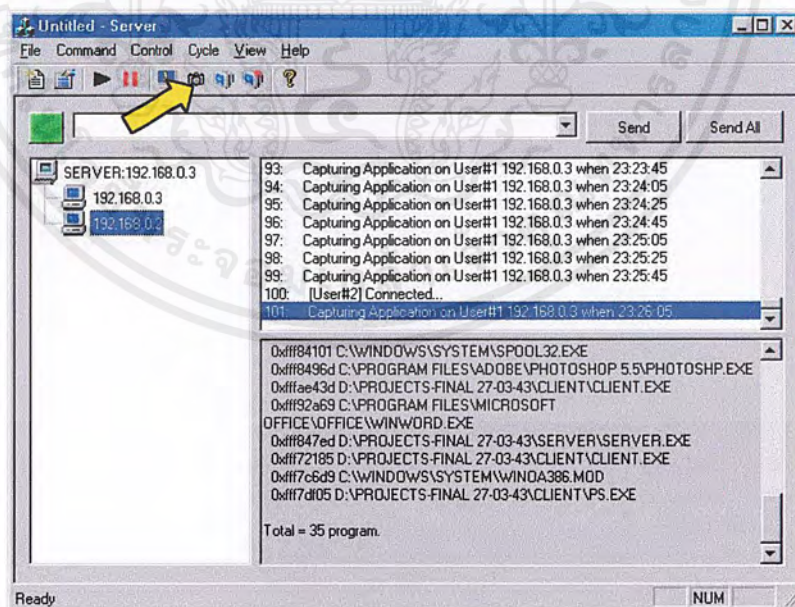 Untitled - Server
File Command Control Cycle View Help
Send Send All
SERVER:192.168.0.3
192.168.0.3
192.168.0.2
93: Capturing Application on User#1 192.168.0.3 when 23:23:45
94: Capturing Application on User#1 192.168.0.3 when 23:24:05
95: Capturing Application on User#1 192.168.0.3 when 23:24:25
96: Capturing Application on User#1 192.168.0.3 when 23:24:45
97: Capturing Application on User#1 192.168.0.3 when 23:25:05
98: Capturing Application on User#1 192.168.0.3 when 23:25:25
99: Capturing Application on User#1 192.168.0.3 when 23:25:45
100: [User#2] Connected...
101: Capturing Application on User#1 192.168.0.3 when 23:26:05
0xfff84101 C:\WINDOWS\SYSTEM\SPOOL32.EXE
0xfff8496d C:\PROGRAM FILES\ADOBE\PHOTOSHOP 5.5\PHOTOSHP.EXE
0xfffae43d D:\PROJECTS-FINAL 27-03-43\CLIENT\CLIENT.EXE
0xfff92a69 C:\PROGRAM FILES\MICROSOFT
OFFICE\OFFICE\WINWORD.EXE
0xfff847ed D:\PROJECTS-FINAL 27-03-43\SERVER\SERVER.EXE
0xfff72185 D:\PROJECTS-FINAL 27-03-43\CLIENT\CLIENT.EXE
0xfff7c6d9 C:\WINDOWS\SYSTEM\WINOA386.MOD
0xfff7df05 D:\PROJECTS-FINAL 27-03-43\CLIENT\PS.EXE
Total = 35 program.
Ready NUM